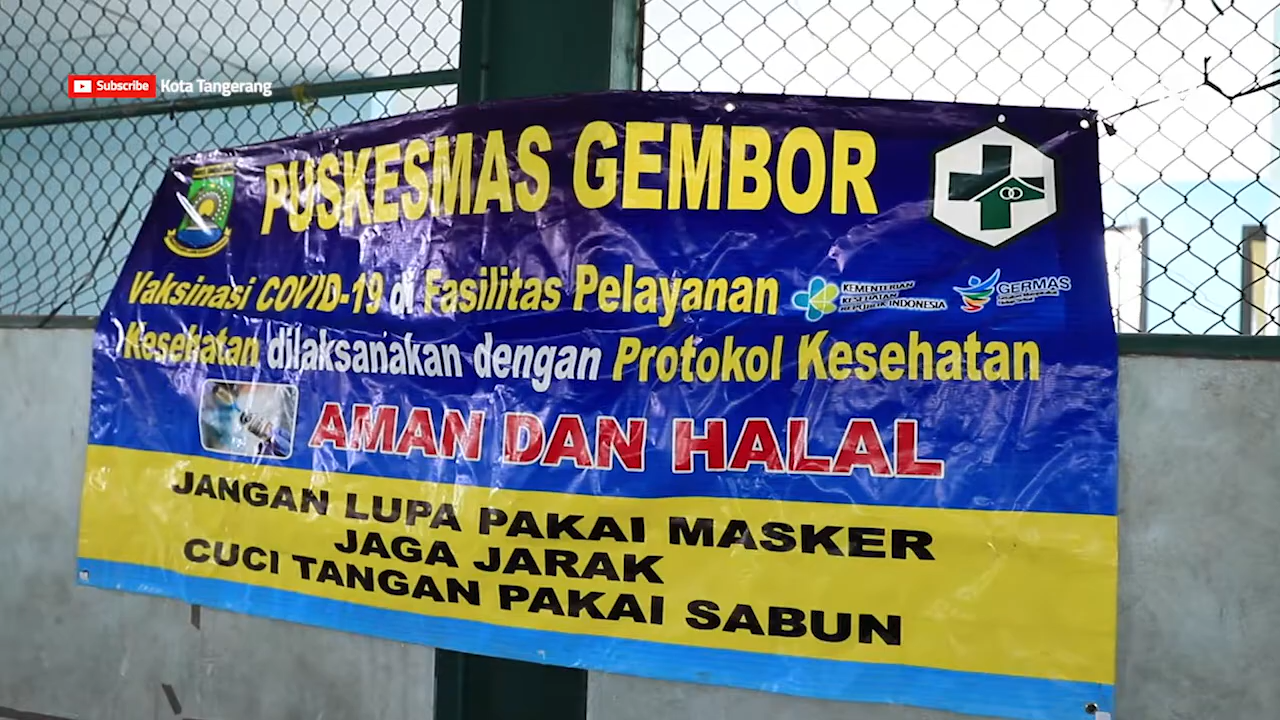 Subscribe Kota Tangerang
PUSKESMAS GEMBOR
Vaksinasi COVID-19 di Fasilitas Pelayanan
KEMENTERIAN
KESEHATAN
REPUBLIK INDONESIA
GERMAS
Kesehatan dilaksanakan dengan Protokol Kesehatan
AMAN DAN HALAL
JANGAN LUPA PAKAI MASKER
JAGA JARAK
CUCI TANGAN PAKAI SABUN